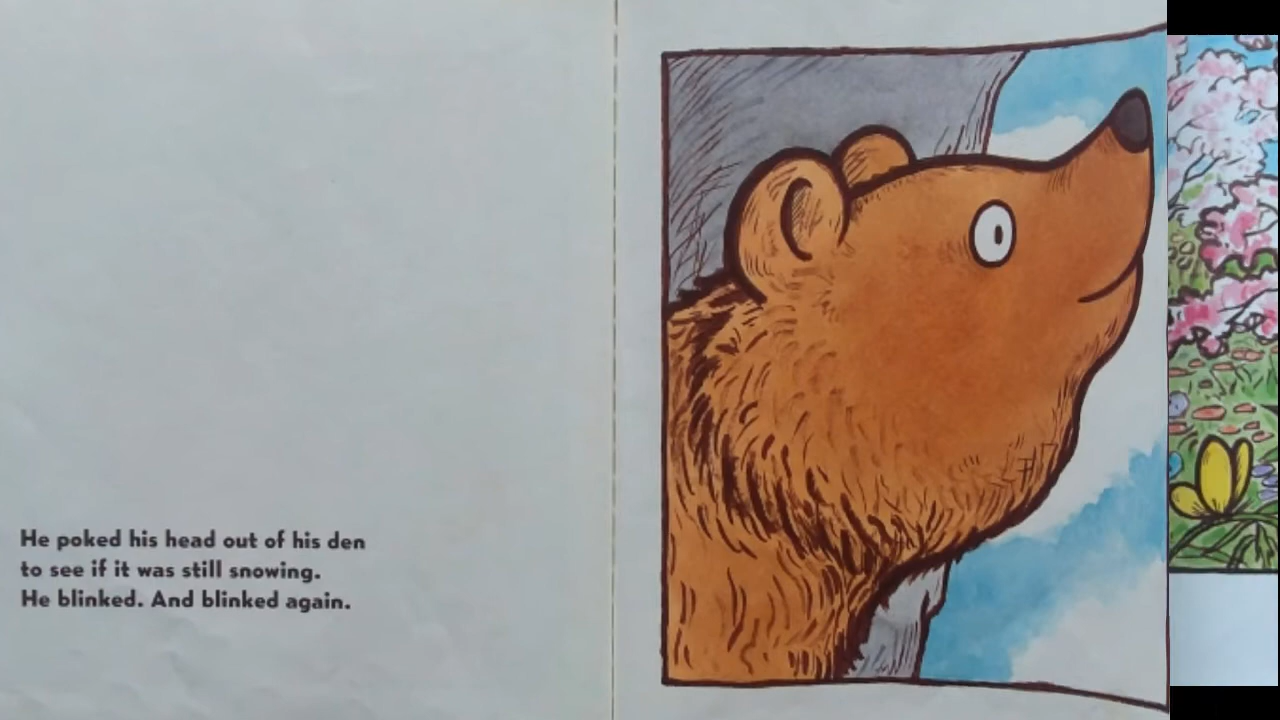 He poked his head out of his den
to see if it was still snowing.
He blinked. And blinked again.